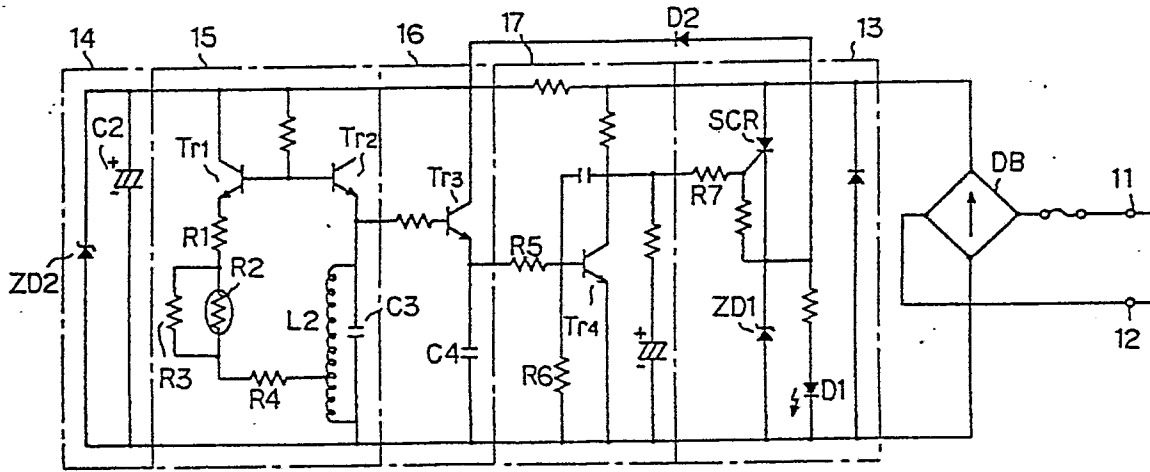 D2
14
15
16
17
13
C2
+
-
Tr1
Tr2
SCR
DB
Tr3
11
R7
R1
R5
R2
ZD2
L2
C3
Tr4
ZD1
12
R3
C4
+
-
R6
D1
R4